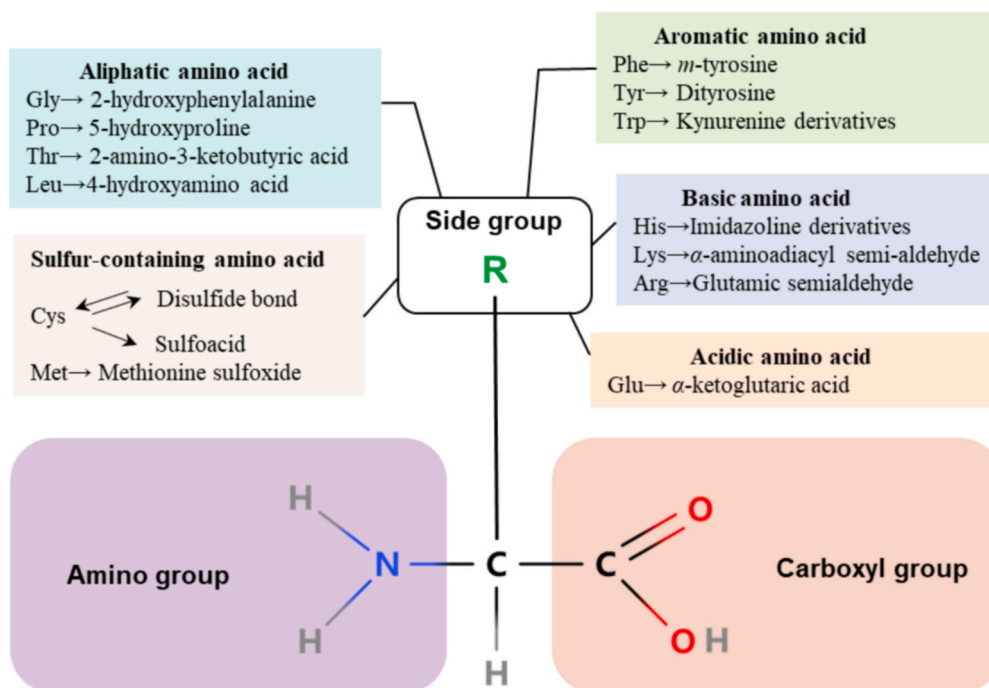 Aliphatic amino acid
Gly→ 2-hydroxyphenylalanine
Pro→ 5-hydroxyproline
Thr→ 2-amino-3-ketobutyric acid
Leu→4-hydroxyamino acid
Aromatic amino acid
Phe→ m-tyrosine
Tyr→ Dityrosine
Trp→ Kynurenine derivatives
Side group
R
Basic amino acid
His→Imidazoline derivatives
Lys→α-aminoadiacyl semi-aldehyde
Arg→Glutamic semialdehyde
Sulfur-containing amino acid
Cys
Disulfide bond
Sulfoacid
Met→ Methionine sulfoxide
Acidic amino acid
Glu→ α-ketoglutaric acid
Amino group
H
N
H
C
H
C
O
OH
Carboxyl group